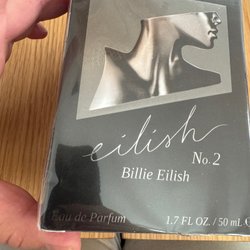 eilish
No. 2
Billie Eilish
Eau de Parfum
1.7 FL OZ. / 50 mL